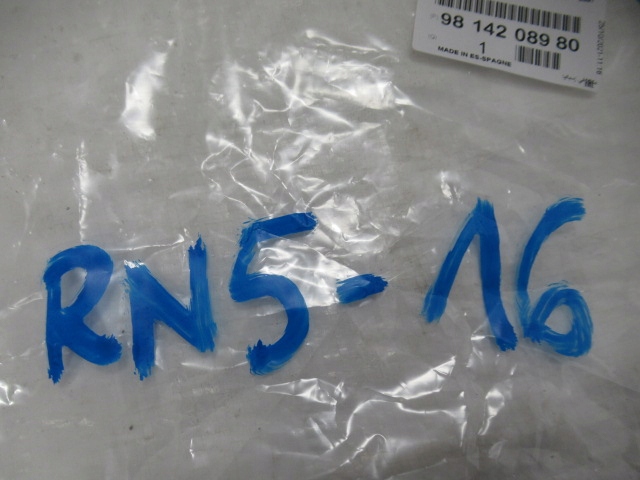 98 142 089 80
1
MADE IN ES-SPAGNE
RN5-16